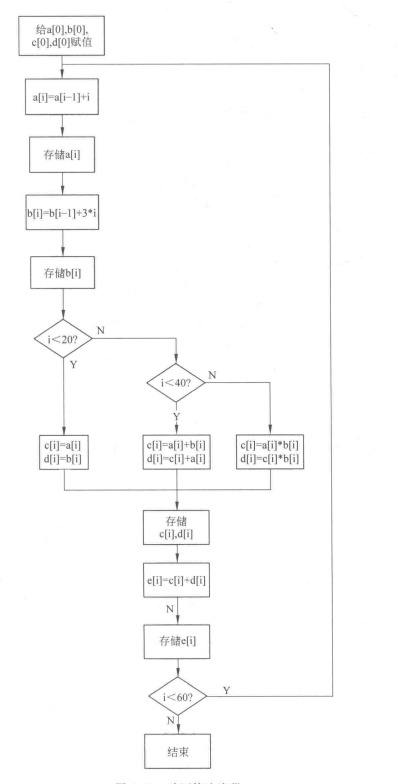 给a[0],b[0],
c[0],d[0]赋值
a[i]=a[i−1]+i
存储a[i]
b[i]=b[i−1]+3*i
存储b[i]
i<20?
N
Y
i<40?
N
Y
c[i]=a[i]
d[i]=b[i]
c[i]=a[i]+b[i]
d[i]=c[i]+a[i]
c[i]=a[i]*b[i]
d[i]=c[i]*b[i]
存储
c[i],d[i]
e[i]=c[i]+d[i]
N
存储e[i]
i<60?
Y
N
结束